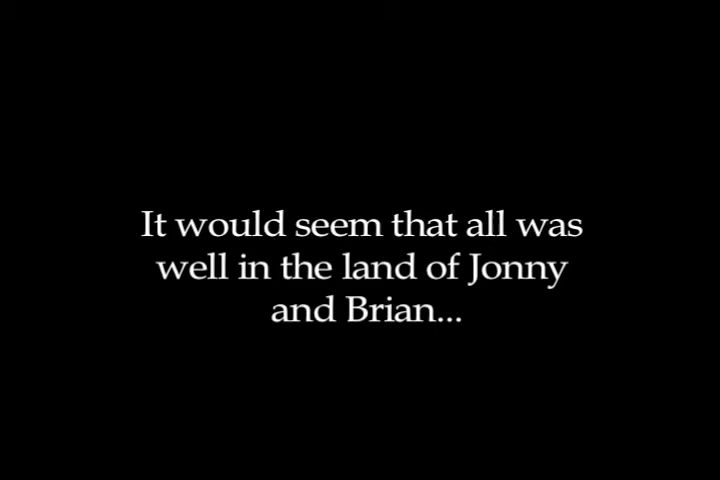 It would seem that all was
well in the land of Jonny
and Brian...